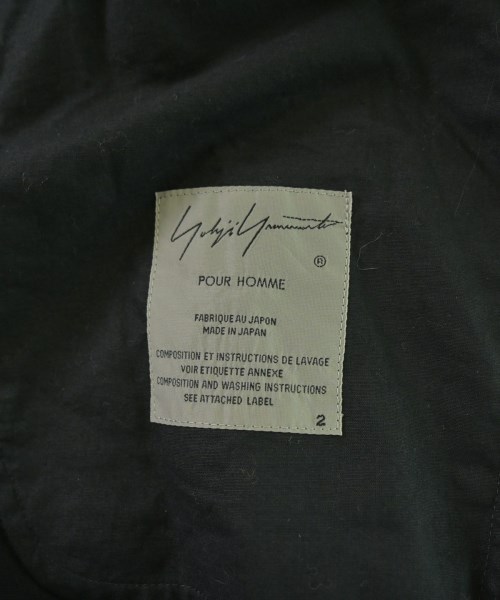 Yohji Yamamoto
®
POUR HOMME
FABRIQUE AU JAPON
MADE IN JAPAN
COMPOSITION ET INSTRUCTIONS DE LAVAGE
VOIR ETIQUETTE ANNEXE
COMPOSITION AND WASHING INSTRUCTIONS
SEE ATTACHED LABEL
2